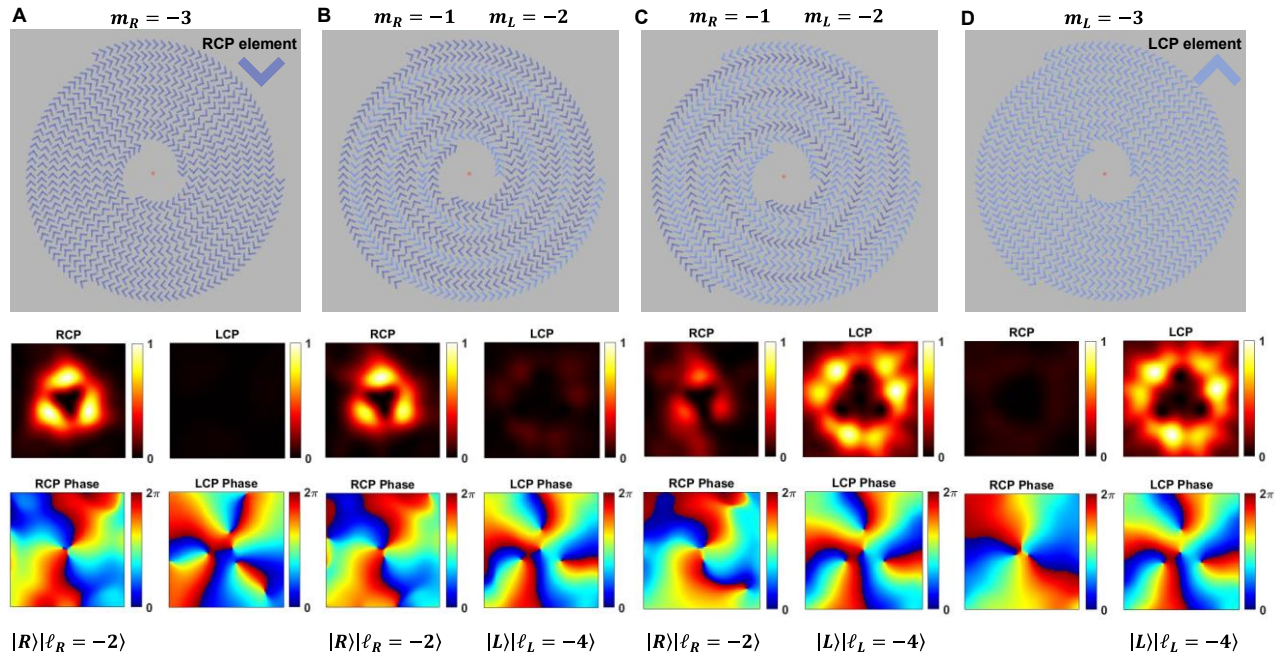 A
m_R = −3
RCP element
B
m_R = −1 m_L = −2
C
m_R = −1 m_L = −2
D
m_L = −3
LCP element
RCP
LCP
RCP
LCP
RCP
LCP
RCP
LCP
1
0
1
0
1
0
1
0
1
0
1
0
1
0
1
0
RCP Phase
LCP Phase
RCP Phase
LCP Phase
RCP Phase
LCP Phase
RCP Phase
LCP Phase
2π
0
2π
0
2π
0
2π
0
2π
0
2π
0
2π
0
2π
0
|R⟩|ℓ_R = −2⟩
|R⟩|ℓ_R = −2⟩
|L⟩|ℓ_L = −4⟩
|R⟩|ℓ_R = −2⟩
|L⟩|ℓ_L = −4⟩
|L⟩|ℓ_L = −4⟩